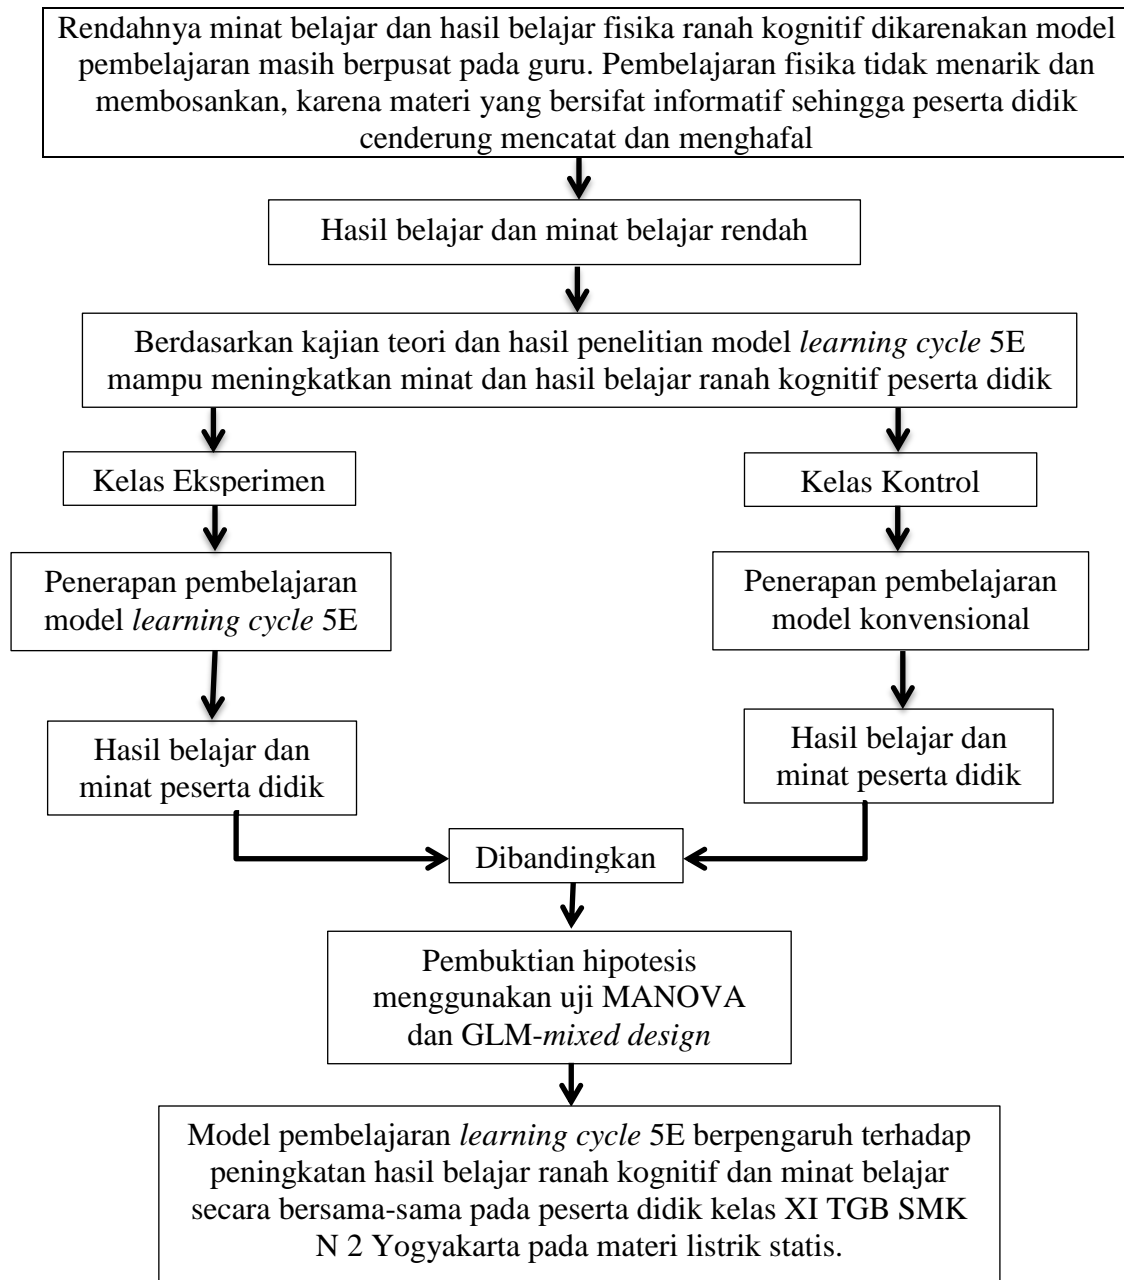 Rendahnya minat belajar dan hasil belajar fisika ranah kognitif dikarenakan model
pembelajaran masih berpusat pada guru. Pembelajaran fisika tidak menarik dan
membosankan, karena materi yang bersifat informatif sehingga peserta didik
cenderung mencatat dan menghafal
Hasil belajar dan minat belajar rendah
Berdasarkan kajian teori dan hasil penelitian model learning cycle 5E
mampu meningkatkan minat dan hasil belajar ranah kognitif peserta didik
Kelas Eksperimen
Kelas Kontrol
Penerapan pembelajaran
model learning cycle 5E
Penerapan pembelajaran
model konvensional
Hasil belajar dan
minat peserta didik
Hasil belajar dan
minat peserta didik
Dibandingkan
Pembuktian hipotesis
menggunakan uji MANOVA
dan GLM-mixed design
Model pembelajaran learning cycle 5E berpengaruh terhadap
peningkatan hasil belajar ranah kognitif dan minat belajar
secara bersama-sama pada peserta didik kelas XI TGB SMK
N 2 Yogyakarta pada materi listrik statis.